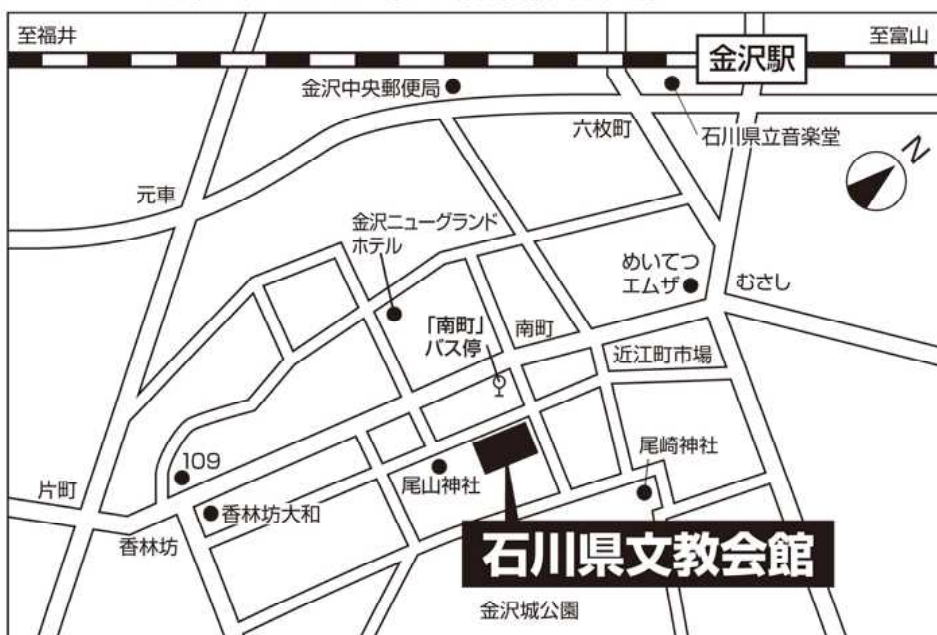 至福井
至富山
金沢駅
金沢中央郵便局
六枚町
石川県立音楽堂
N
元車
金沢ニューグランド
ホテル
めいてつ
エムザ
むさし
「南町」
バス停
南町
近江町市場
109
尾山神社
尾崎神社
片町
香林坊大和
香林坊
石川県文教会館
金沢城公園